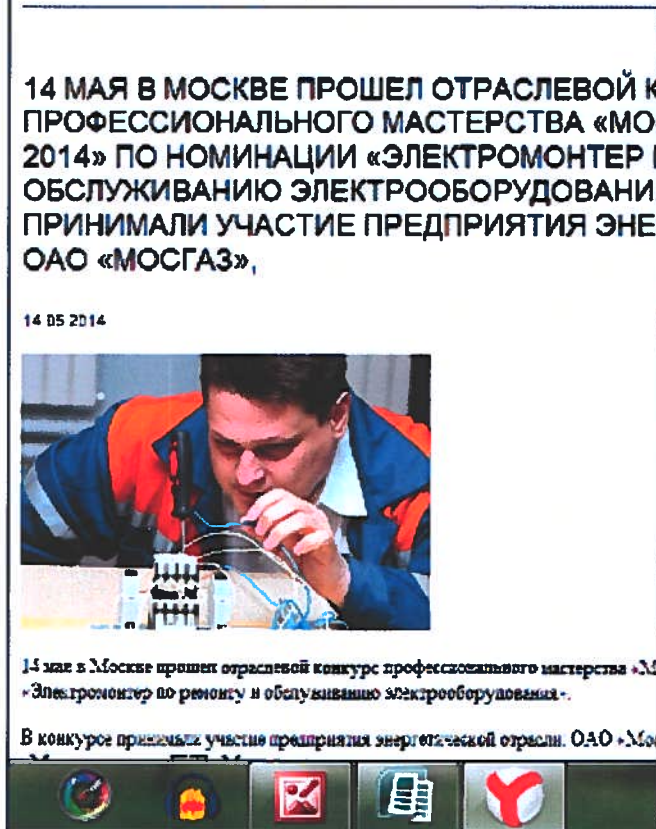 14 МАЯ В МОСКВЕ ПРОШЕЛ ОТРАСЛЕВОЙ К
ПРОФЕССИОНАЛЬНОГО МАСТЕРСТВА «МО
2014» ПО НОМИНАЦИИ «ЭЛЕКТРОМОНТЕР
ОБСЛУЖИВАНИЮ ЭЛЕКТРООБОРУДОВАНИ
ПРИНИМАЛИ УЧАСТИЕ ПРЕДПРИЯТИЯ ЭНЕ
ОАО «МОСГАЗ»,
14 05 2014
14 мая в Москве прошел отраслевой конкурс профессионального мастерства «М
«Электромонтер по ремонту и обслуживанию электрооборудования».
В конкурсе принимали участие предприятия энергетической отрасли: ОАО «Мос